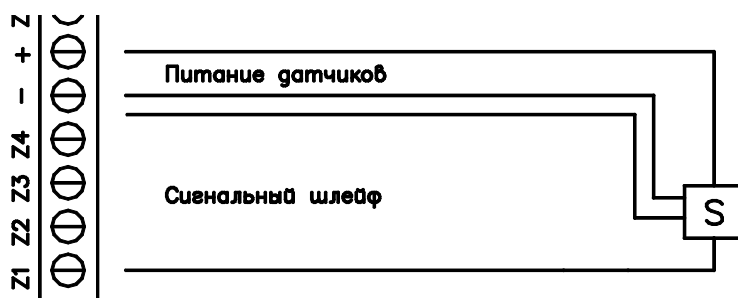 +
Питание датчиков
−
Z4
Z3
Сигнальный шлейф
Z2
S
Z1